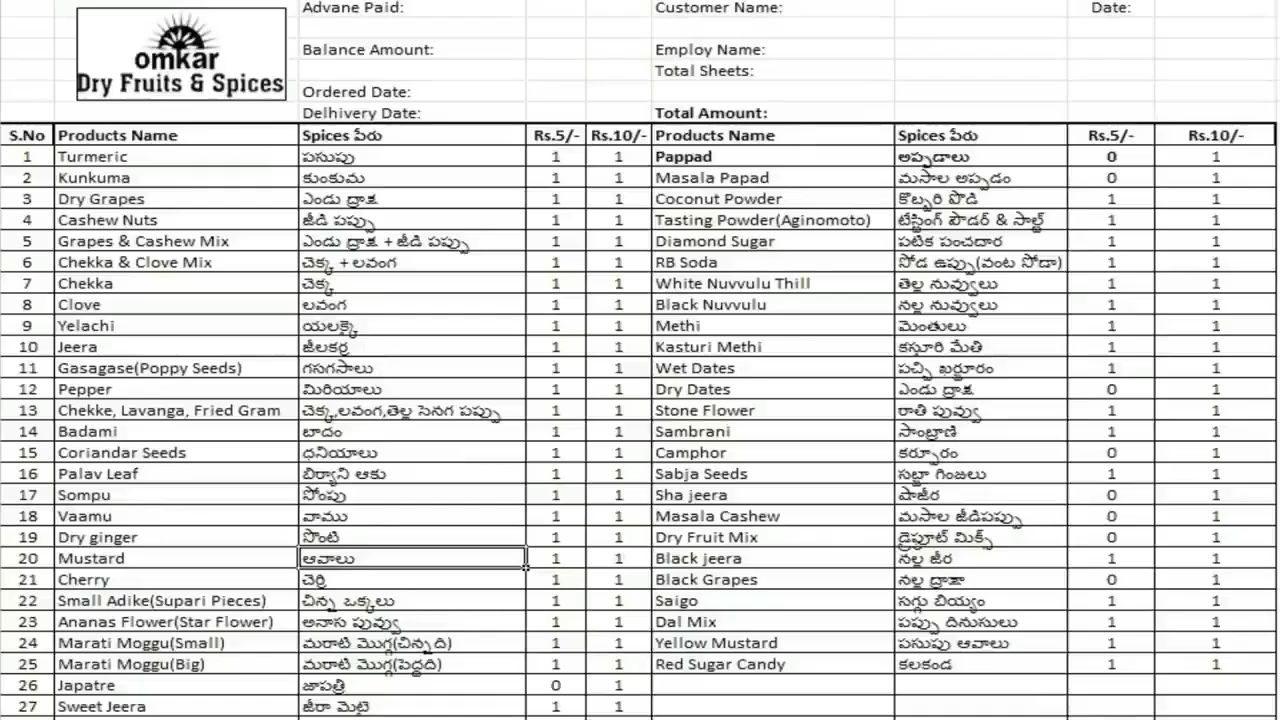 Advane Paid: Customer Name: Date:
omkar
Dry Fruits & Spices
Balance Amount: Employ Name:
Total Sheets:
Ordered Date:
Delhivery Date: Total Amount:
S.No Products Name Spices పేరు Rs.5/- Rs.10/- Products Name Spices పేరు Rs.5/- Rs.10/-
1 Turmeric పసుపు 1 1 Pappad అప్పడాలు 0 1
2 Kunkuma కుంకుమ 1 1 Masala Papad మసాల అప్పడం 0 1
3 Dry Grapes ఎండు ద్రాక్ష 1 1 Coconut Powder కొబ్బరి పొడి 1 1
4 Cashew Nuts జీడి పప్పు 1 1 Tasting Powder(Aginomoto) టేస్టింగ్ పౌడర్ & సాల్ట్ 1 1
5 Grapes & Cashew Mix ఎండు ద్రాక్ష + జీడి పప్పు 1 1 Diamond Sugar పటిక పంచదార 1 1
6 Chekka & Clove Mix చెక్క + లవంగ 1 1 RB Soda సోడ ఉప్పు(వంట సోడా) 1 1
7 Chekka చెక్క 1 1 White Nuvvulu Thill తెల్ల నువ్వులు 1 1
8 Clove లవంగ 1 1 Black Nuvvulu నల్ల నువ్వులు 1 1
9 Yelachi యలక్కై 1 1 Methi మెంతులు 1 1
10 Jeera జీలకర్ర 1 1 Kasturi Methi కస్తూరి మేతి 1 1
11 Gasagase(Poppy Seeds) గసగసాలు 1 1 Wet Dates పచ్చి ఖర్జూరం 1 1
12 Pepper మిరియాలు 1 1 Dry Dates ఎండు ద్రాక్ష 0 1
13 Chekke, Lavanga, Fried Gram చెక్క,లవంగ,తెల్ల సెనగ పప్పు 1 1 Stone Flower రాతి పువ్వు 1 1
14 Badami బాదం 1 1 Sambrani సాంబ్రాణి 1 1
15 Coriandar Seeds ధనియాలు 1 1 Camphor కర్పూరం 0 1
16 Palav Leaf బిర్యాని ఆకు 1 1 Sabja Seeds సబ్జా గింజలు 1 1
17 Sompu సోంపు 1 1 Sha jeera షాజీర 0 1
18 Vaamu వాము 1 1 Masala Cashew మసాల జీడిపప్పు 0 1
19 Dry ginger సొంటి 1 1 Dry Fruit Mix డ్రైఫ్రూట్ మిక్స్ 0 1
20 Mustard ఆవాలు 1 1 Black jeera నల్ల జీర 1 1
21 Cherry చెర్రి 1 1 Black Grapes నల్ల ద్రాక్షా 0 1
22 Small Adike(Supari Pieces) చిన్న ఒక్కలు 1 1 Saigo సగ్గు బియ్యం 1 1
23 Ananas Flower(Star Flower) అనాస పువ్వు 1 1 Dal Mix పప్పు దినుసులు 1 1
24 Marati Moggu(Small) మరాటి మొగ్గ(చిన్నది) 1 1 Yellow Mustard పసుపు ఆవాలు 1 1
25 Marati Moggu(Big) మరాటి మొగ్గ(పెద్దది) 1 1 Red Sugar Candy కలకండ 1 1
26 Japatre జాపత్రి 0 1
27 Sweet Jeera జీరా మెటె 1 1